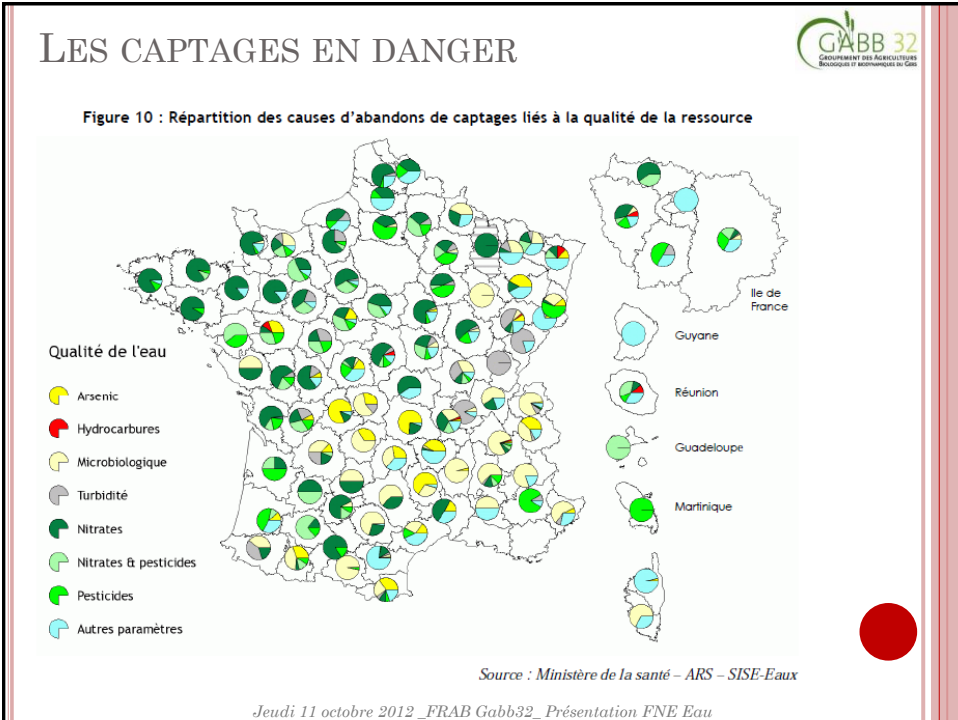 LES CAPTAGES EN DANGER
GABB 32
GROUPEMENT DES AGRICULTEURS
BIOLOGIQUES ET BIODYNAMIQUES DU GERS
Figure 10 : Répartition des causes d'abandons de captages liés à la qualité de la ressource
Ile de
France
Guyane
Réunion
Guadeloupe
Martinique
Qualité de l'eau
Arsenic
Hydrocarbures
Microbiologique
Turbidité
Nitrates
Nitrates & pesticides
Pesticides
Autres paramètres
Source : Ministère de la santé – ARS – SISE-Eaux
Jeudi 11 octobre 2012 _FRAB Gabb32_ Présentation FNE Eau